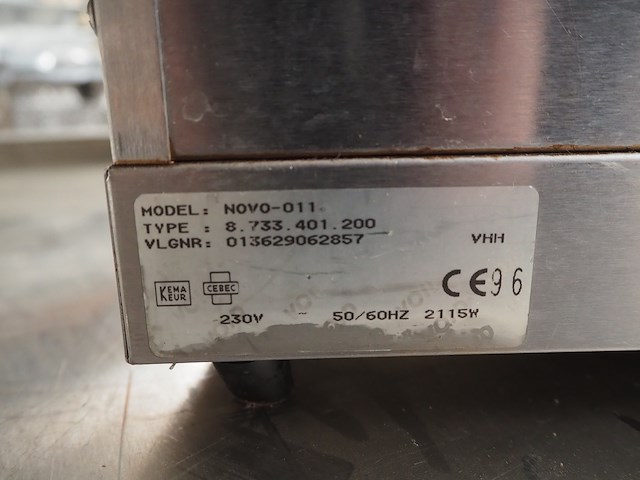 MODEL: NOVO-011.
TYPE : 8.733.401.200
VLGNR: 013629062857 VHH
KEMA KEUR CEBEC CE96
230V ~ 50/60HZ 2115W